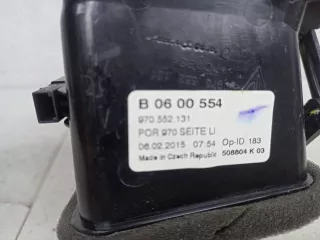 B 06 00 554
970.552.131
POR 970 SEITE LI
06.02.2015 07:54 Op-ID 183
Made in Czech Republik 508804 K 03